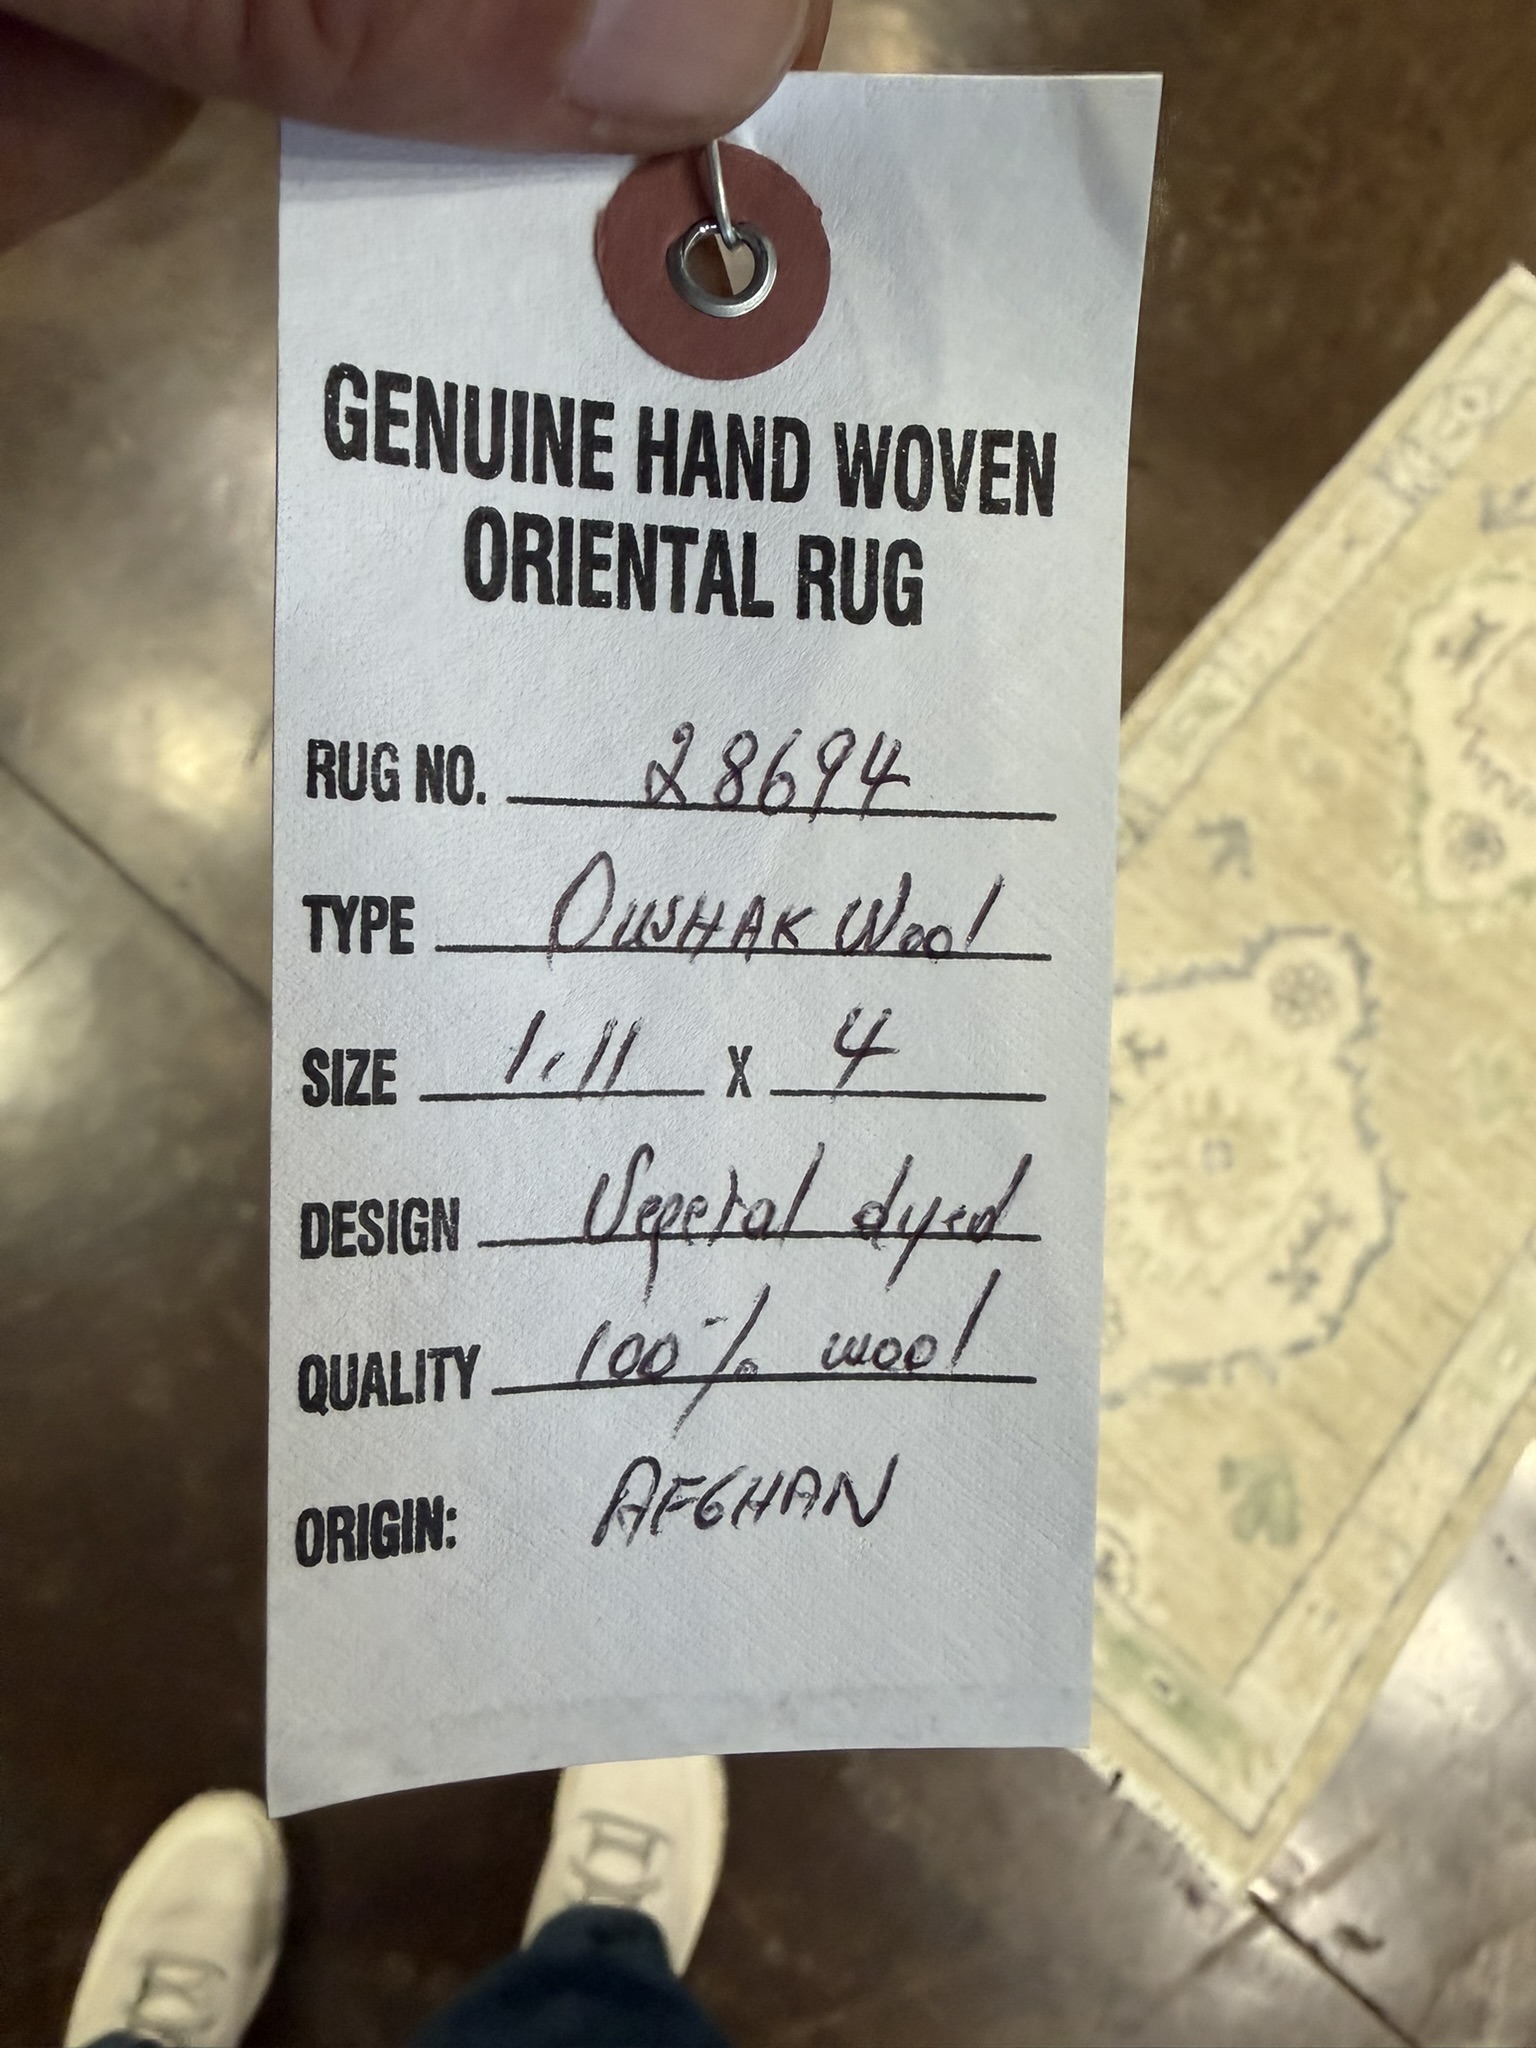 GENUINE HAND WOVEN
ORIENTAL RUG
RUG NO. 28694
TYPE OUSHAK Wool
SIZE 1.11 X 4
DESIGN Vegetal dyed
QUALITY 100% wool
ORIGIN: AFGHAN